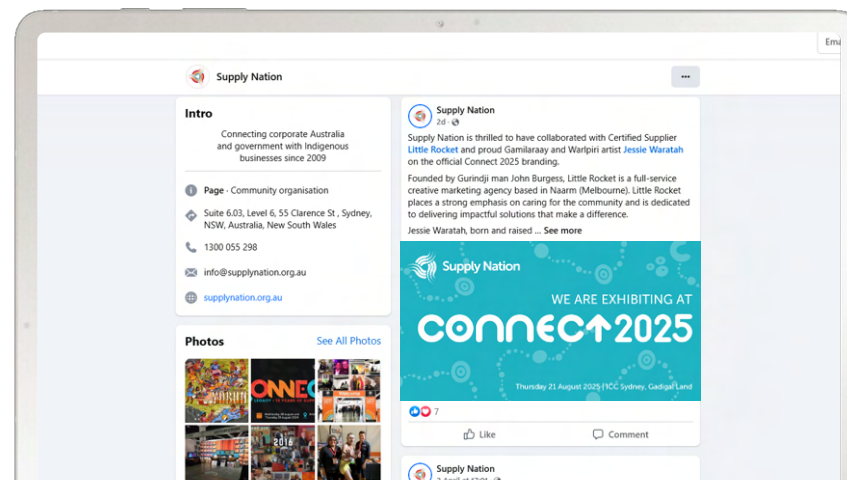 Ema
Supply Nation
Intro
Connecting corporate Australia
and government with Indigenous
businesses since 2009
Page · Community organisation
Suite 6.03, Level 6, 55 Clarence St , Sydney,
NSW, Australia, New South Wales
1300 055 298
info@supplynation.org.au
supplynation.org.au
Photos
See All Photos
2016
Supply Nation
2d
Supply Nation is thrilled to have collaborated with Certified Supplier
Little Rocket and proud Gamilaraay and Warlpiri artist Jessie Waratah
on the official Connect 2025 branding.
Founded by Gurindji man John Burgess, Little Rocket is a full-service
creative marketing agency based in Naarm (Melbourne). Little Rocket
places a strong emphasis on caring for the community and is dedicated
to delivering impactful solutions that make a difference.
Jessie Waratah, born and raised ... See more
Supply Nation
WE ARE EXHIBITING AT
CONNECT 2025
Thursday 21 August 2025 | ICC Sydney, Gadigal Land
7
Like
Comment
Supply Nation